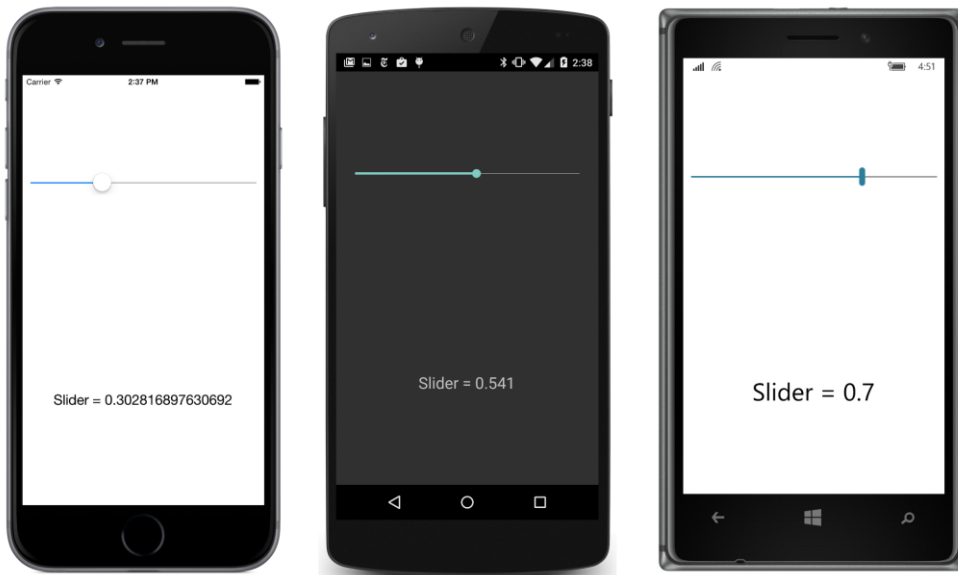 Carrier 2:37 PM
Slider = 0.302816897630692
2:38
Slider = 0.541
4:51
Slider = 0.7